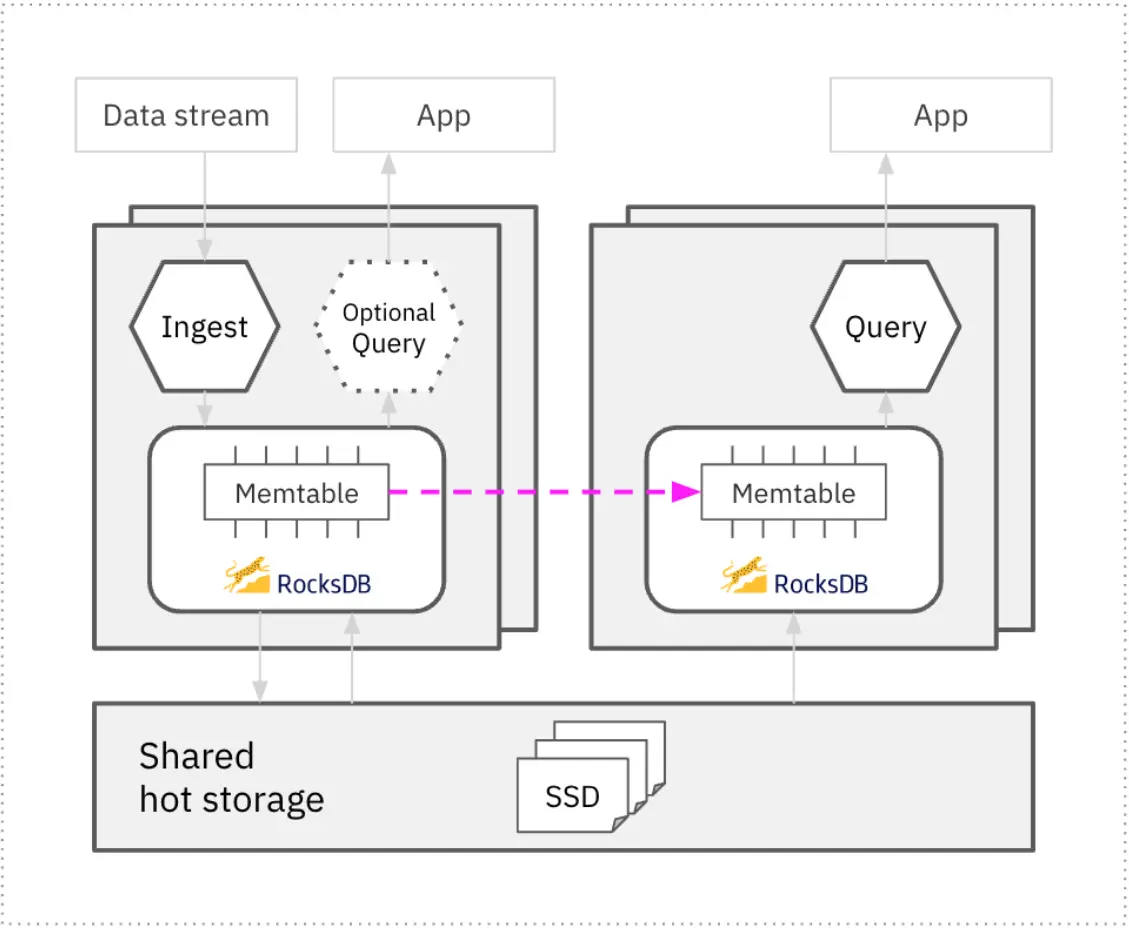 Data stream
App
App
Ingest
Optional
Query
Query
Memtable
Memtable
RocksDB
RocksDB
Shared
hot storage
SSD